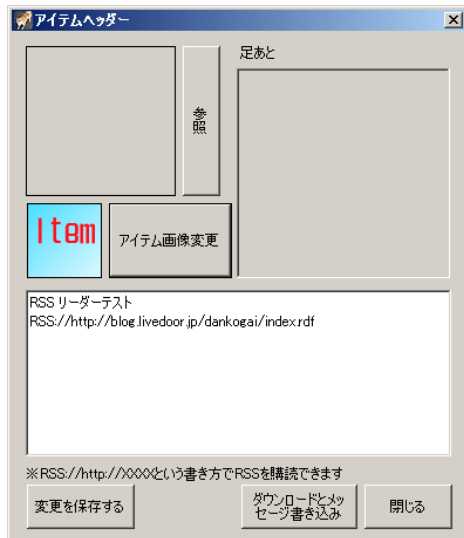 アイテムヘッダー
足あと
参照
Item
アイテム画像変更
RSS リーダーテスト
RSS://http://blog.livedoor.jp/dankogai/index.rdf
※RSS://http://XXXXという書き方でRSSを購読できます
変更を保存する
ダウンロードとメッ
セージ書き込み
閉じる